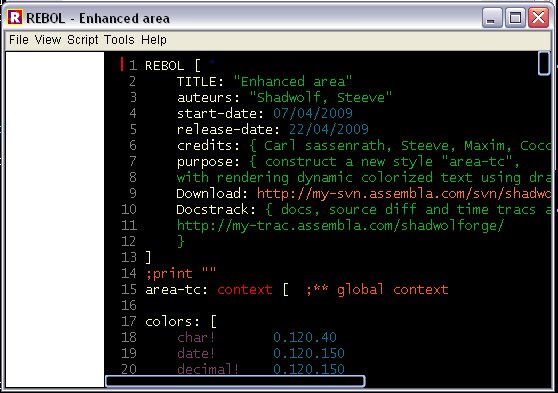 REBOL - Enhanced area
File View Script Tools Help
1 REBOL [
2 TITLE: "Enhanced area"
3 auteurs: "Shadwolf, Steeve"
4 start-date: 07/04/2009
5 release-date: 22/04/2009
6 credits: { Carl sassenrath, Steeve, Maxim, Coco
7 purpose: { construct a new style "area-tc",
8 with rendering dynamic colorized text using dra
9 Download: http://my-svn.assembla.com/svn/shadwo
10 Docstrack: { docs, source diff and time tracs a
11 http://my-trac.assembla.com/shadwolforge/
12 }
13 ]
14 ;print ""
15 area-tc: context [ ;** global context
16
17 colors: [
18 char! 0.120.40
19 date! 0.120.150
20 decimal! 0.120.150